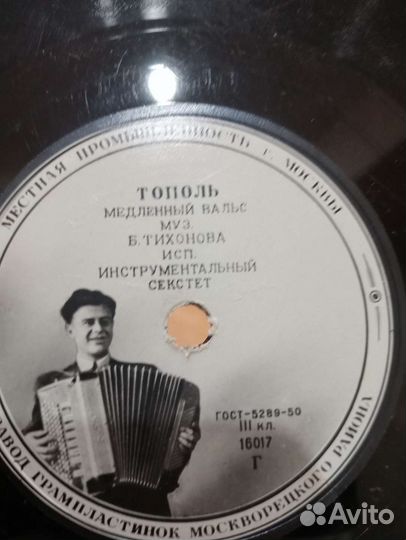 МЕСТНАЯ ПРОМЫШЛЕННОСТЬ Г. МОСКВЫ
ТОПОЛЬ
МЕДЛЕННЫЙ ВАЛЬС
МУЗ.
Б. ТИХОНОВА
ИСП.
ИНСТРУМЕНТАЛЬНЫЙ
СЕКСТЕТ
ГОСТ-5289-50
III КЛ.
16017
Г
ЗАВОД ГРАМПЛАСТИНОК МОСКВОРЕЦКОГО РАЙОНА
Avito